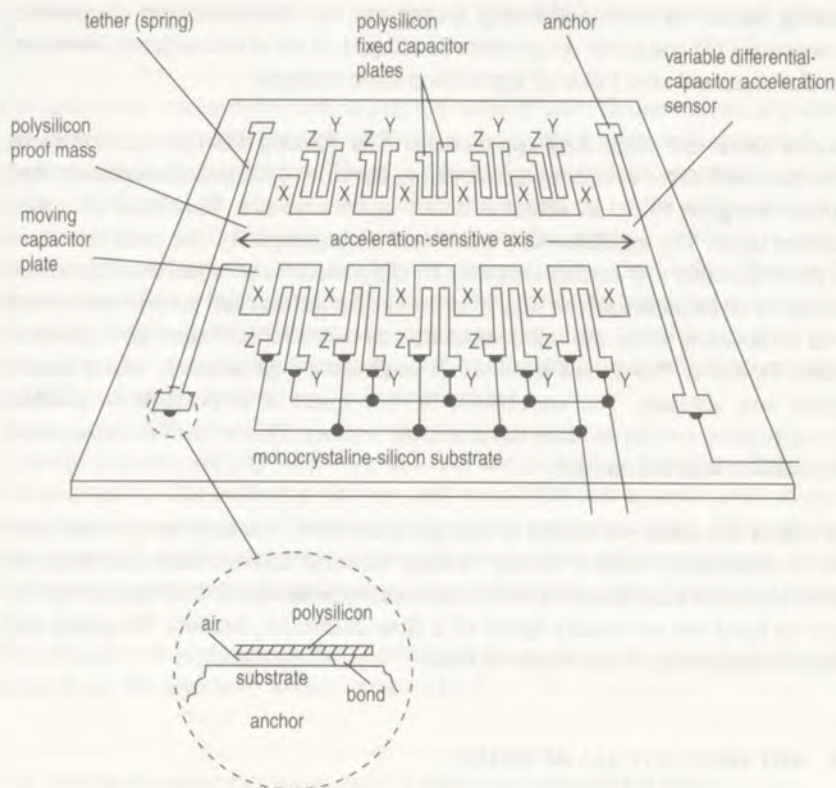 tether (spring)
polysilicon
fixed capacitor
plates
anchor
variable differential-
capacitor acceleration
sensor
polysilicon
proof mass
moving
capacitor
plate
Z Y Z Y Z Y Z Y
X X X X X X
acceleration-sensitive axis
X X X X X X
Z Z Z Z Z
Y Y Y Y Y
monocrystaline-silicon substrate
air
polysilicon
substrate
bond
anchor